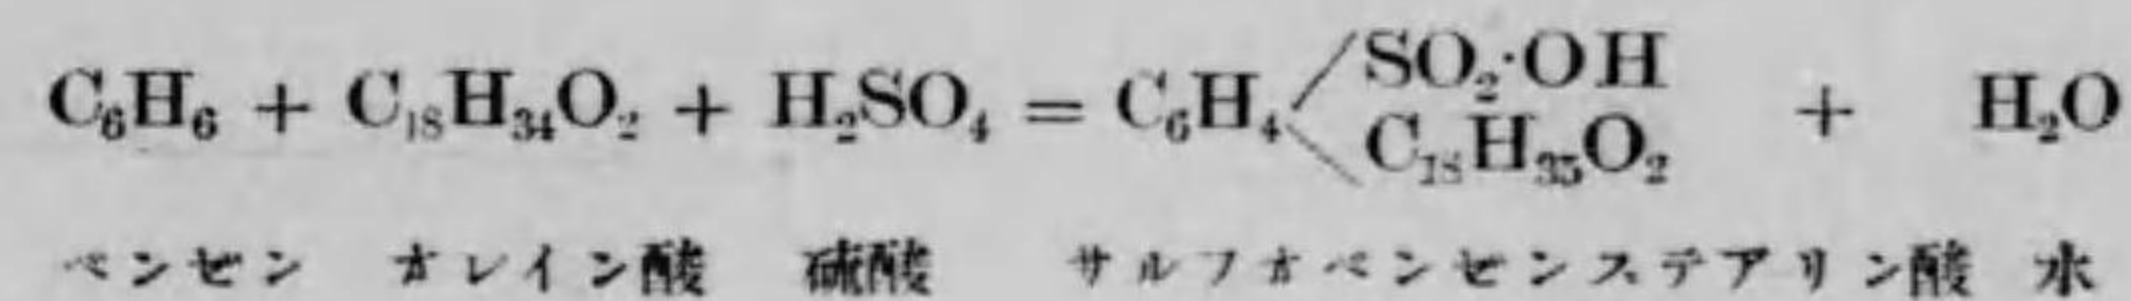 C₆H₆ + C₁₈H₃₄O₂ + H₂SO₄ = C₆H₄<SO₂·OH
C₁₈H₃₅O₂ + H₂O
ベンゼン オレイン酸 硫酸 サルフオベンゼンステアリン酸 水